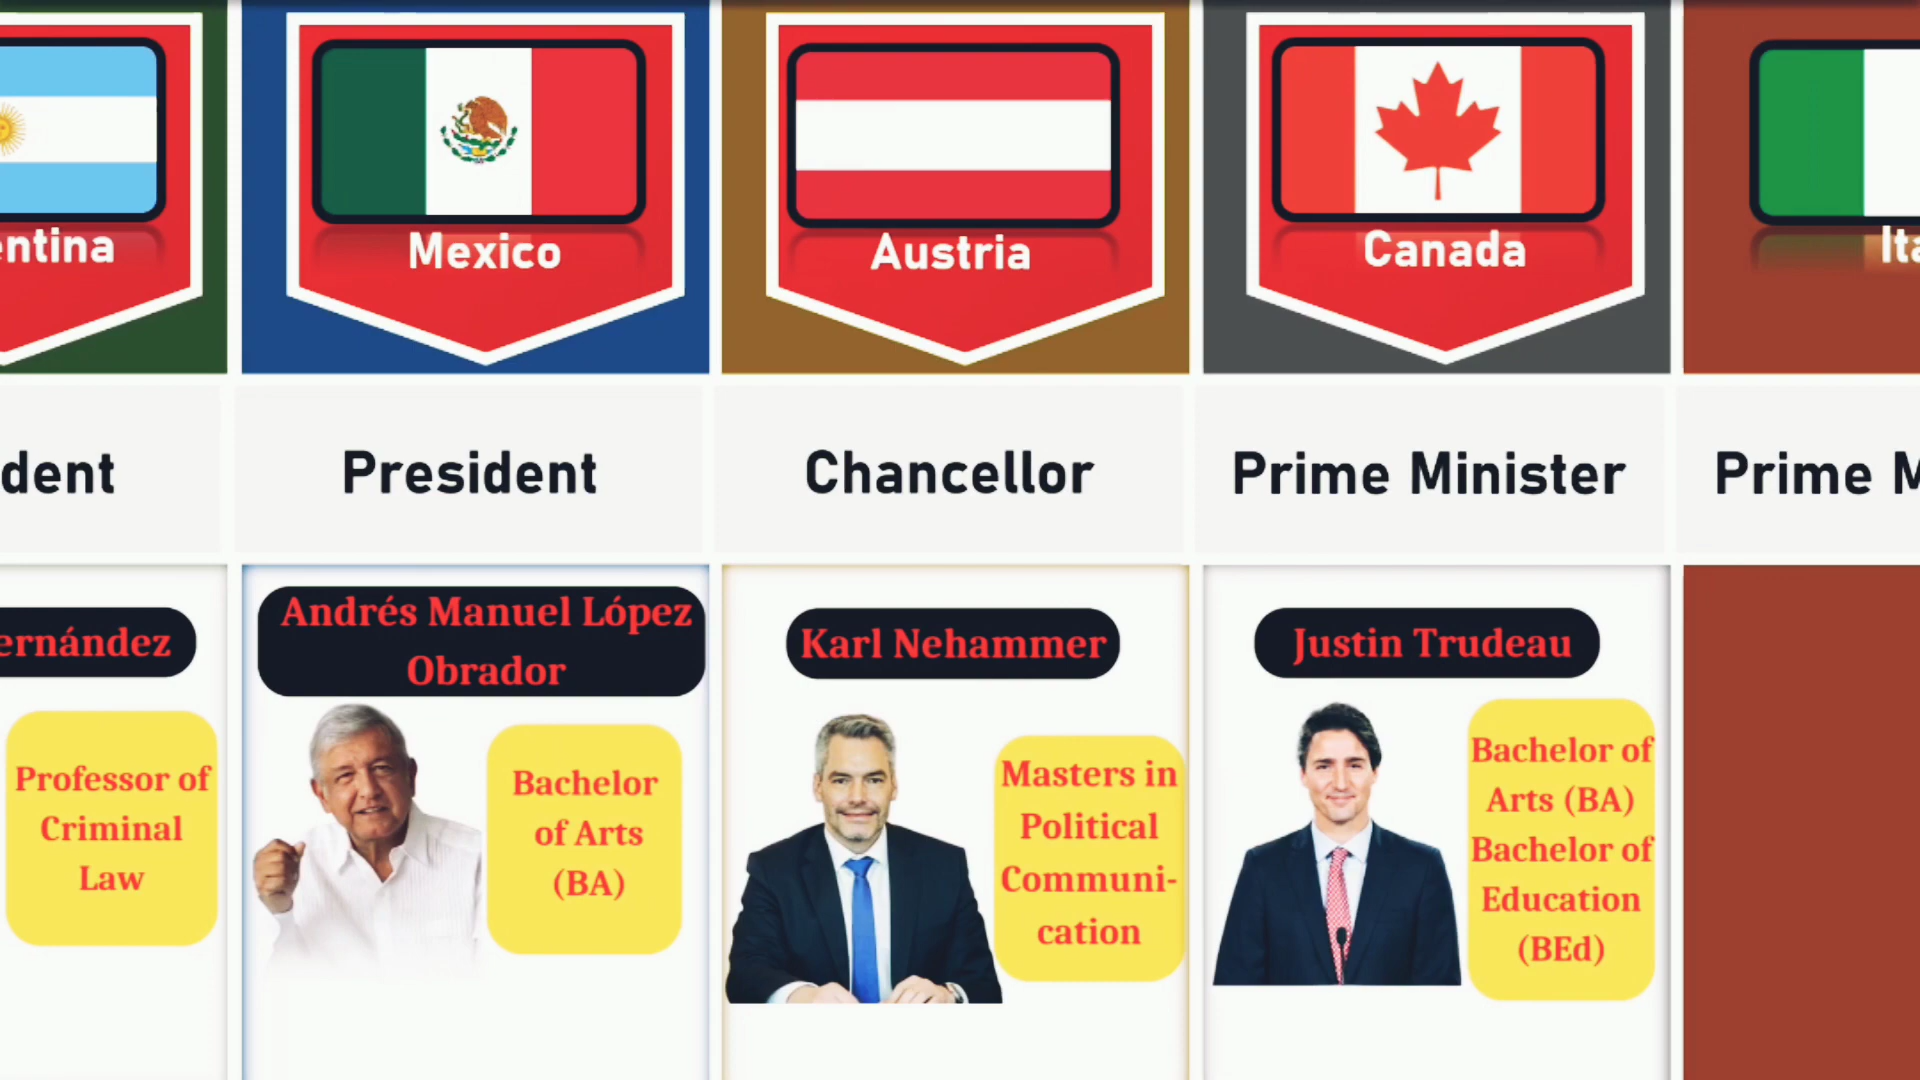 entina
Mexico
Austria
Canada
Ita
dent
President
Chancellor
Prime Minister
Prime M
ernández
Professor of
Criminal
Law
Andrés Manuel López
Obrador
Bachelor
of Arts
(BA)
Karl Nehammer
Masters in
Political
Communi-
cation
Justin Trudeau
Bachelor of
Arts (BA)
Bachelor of
Education
(BEd)